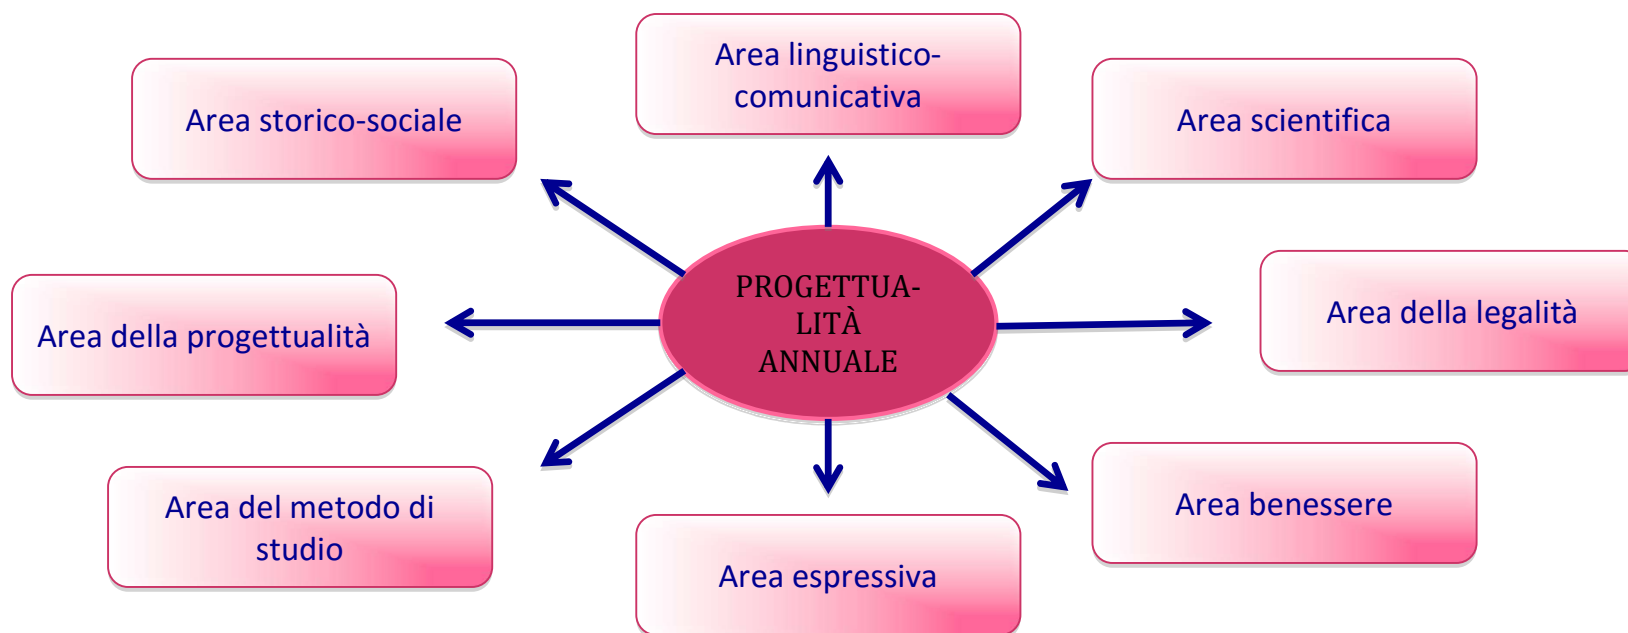 Area linguistico-
comunicativa
Area storico-sociale
Area scientifica
PROGETTUA-
LITÀ
ANNUALE
Area della progettualità
Area della legalità
Area del metodo di
studio
Area benessere
Area espressiva